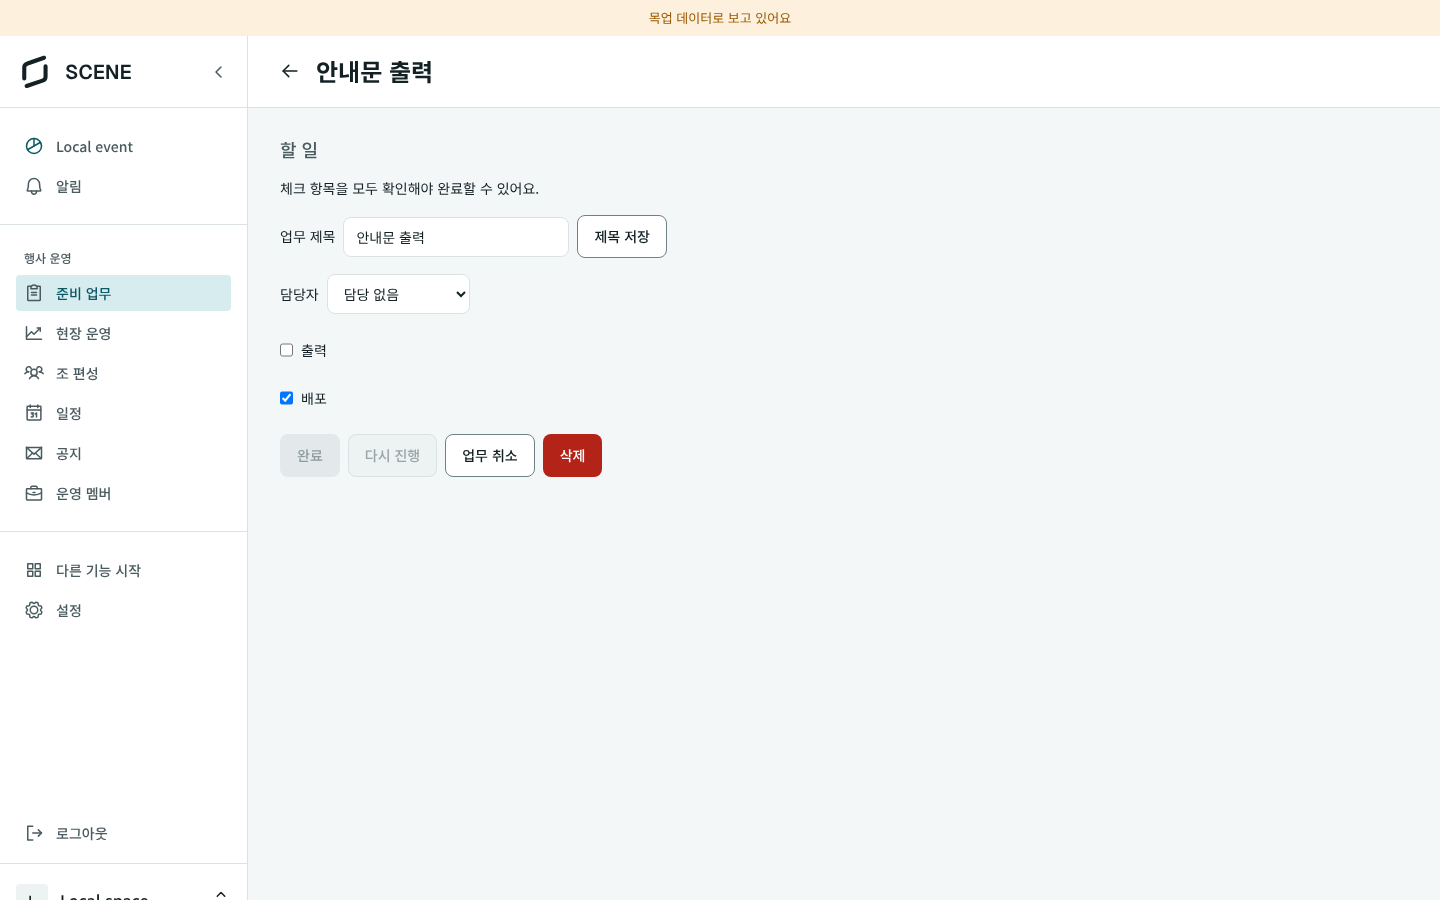 목업 데이터로 보고 있어요
SCENE
안내문 출력
Local event
알림
행사 운영
준비 업무
현장 운영
조 편성
일정
공지
운영 멤버
다른 기능 시작
설정
로그아웃
L
Local space
할 일
체크 항목을 모두 확인해야 완료할 수 있어요.
업무 제목 안내문 출력 제목 저장
담당자 담당 없음
출력
배포
완료 다시 진행 업무 취소 삭제